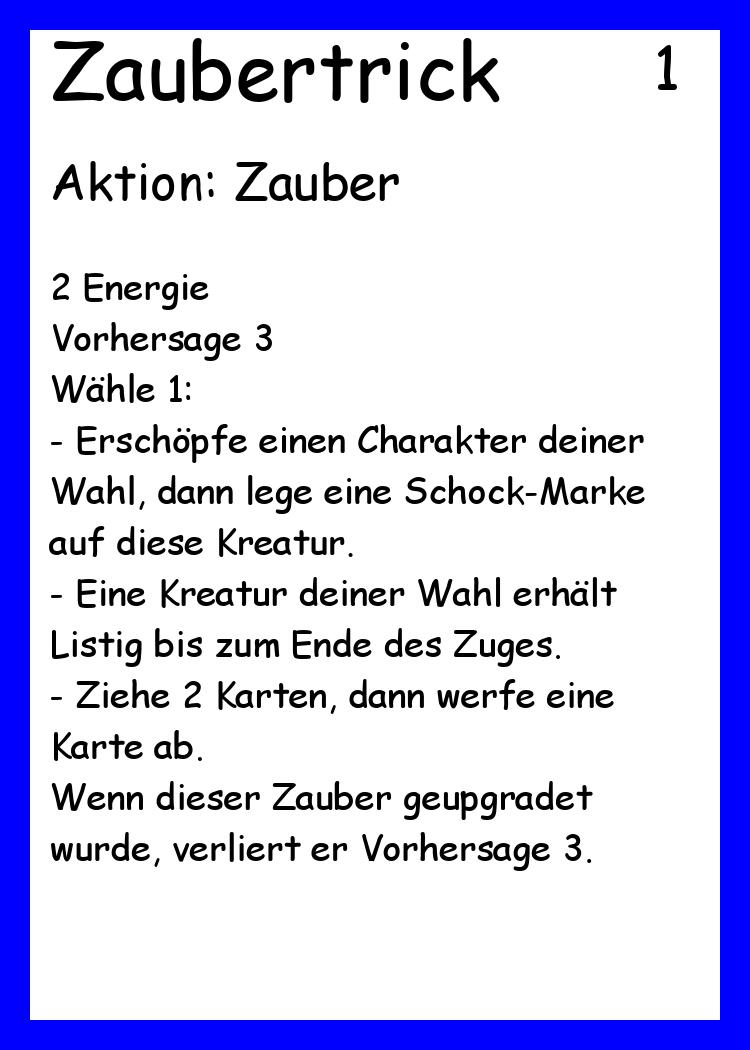 Zaubertrick 1
Aktion: Zauber
2 Energie
Vorhersage 3
Wähle 1:
- Erschöpfe einen Charakter deiner
Wahl, dann lege eine Schock-Marke
auf diese Kreatur.
- Eine Kreatur deiner Wahl erhält
Listig bis zum Ende des Zuges.
- Ziehe 2 Karten, dann werfe eine
Karte ab.
Wenn dieser Zauber geupgradet
wurde, verliert er Vorhersage 3.